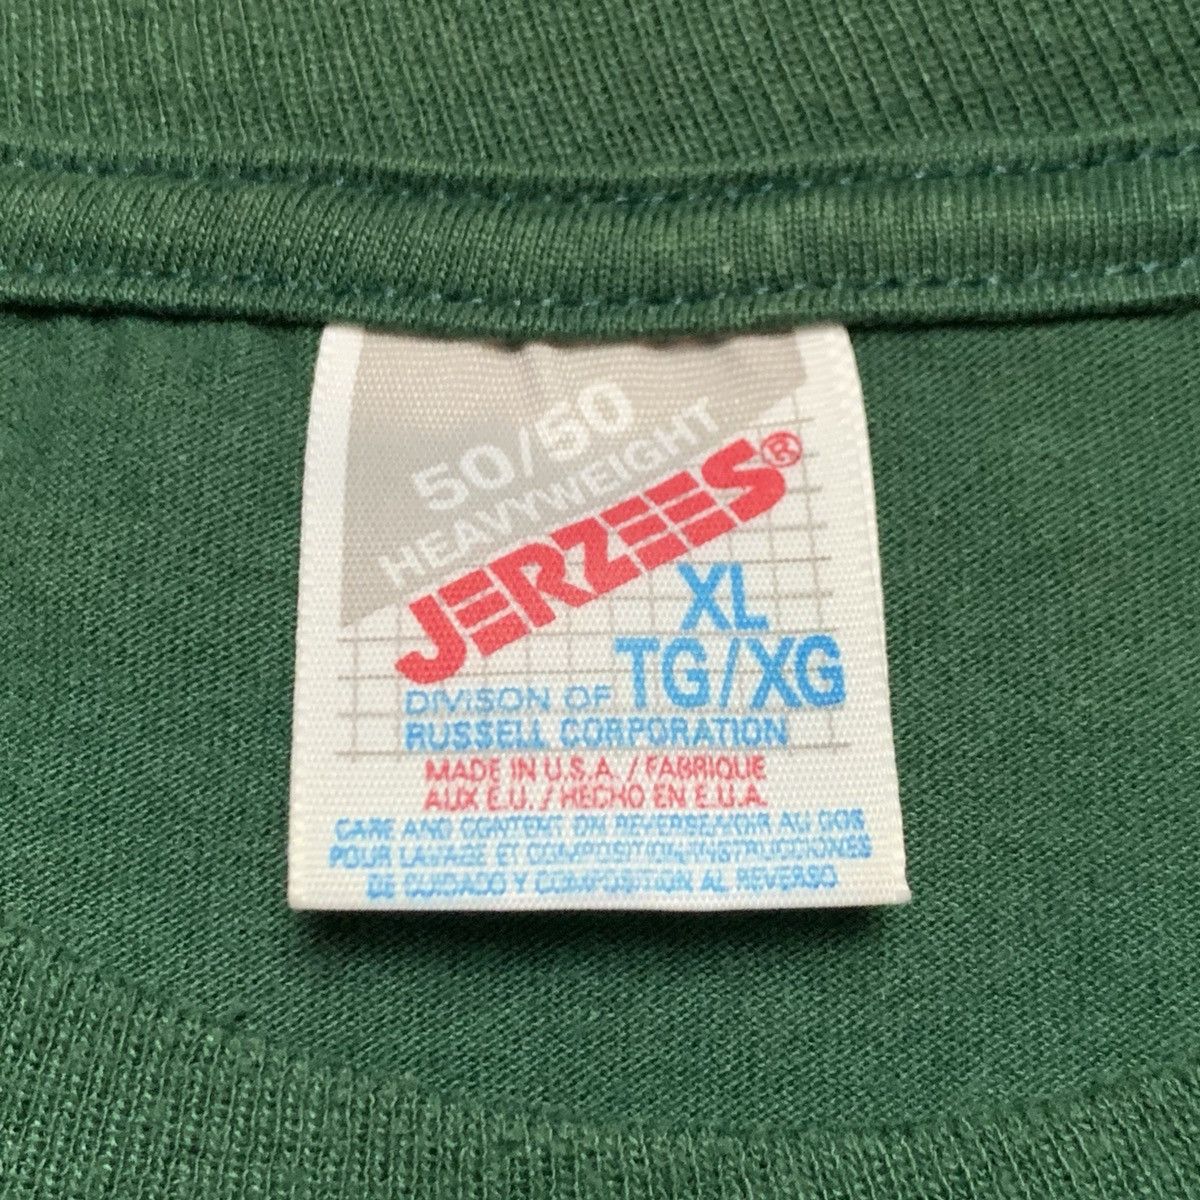 50/50
HEAVYWEIGHT
JERZEES®
XL
TG/XG
DIVISON OF
RUSSELL CORPORATION
MADE IN U.S.A. / FABRIQUE
AUX E.U. / HECHO EN E.U.A.
CARE AND CONTENT ON REVERSE/VOIR AU DOS
POUR LAVAGE ET COMPOSITION/INSTRUCCIONES
DE CUIDADO Y COMPOSITION AL REVERSO